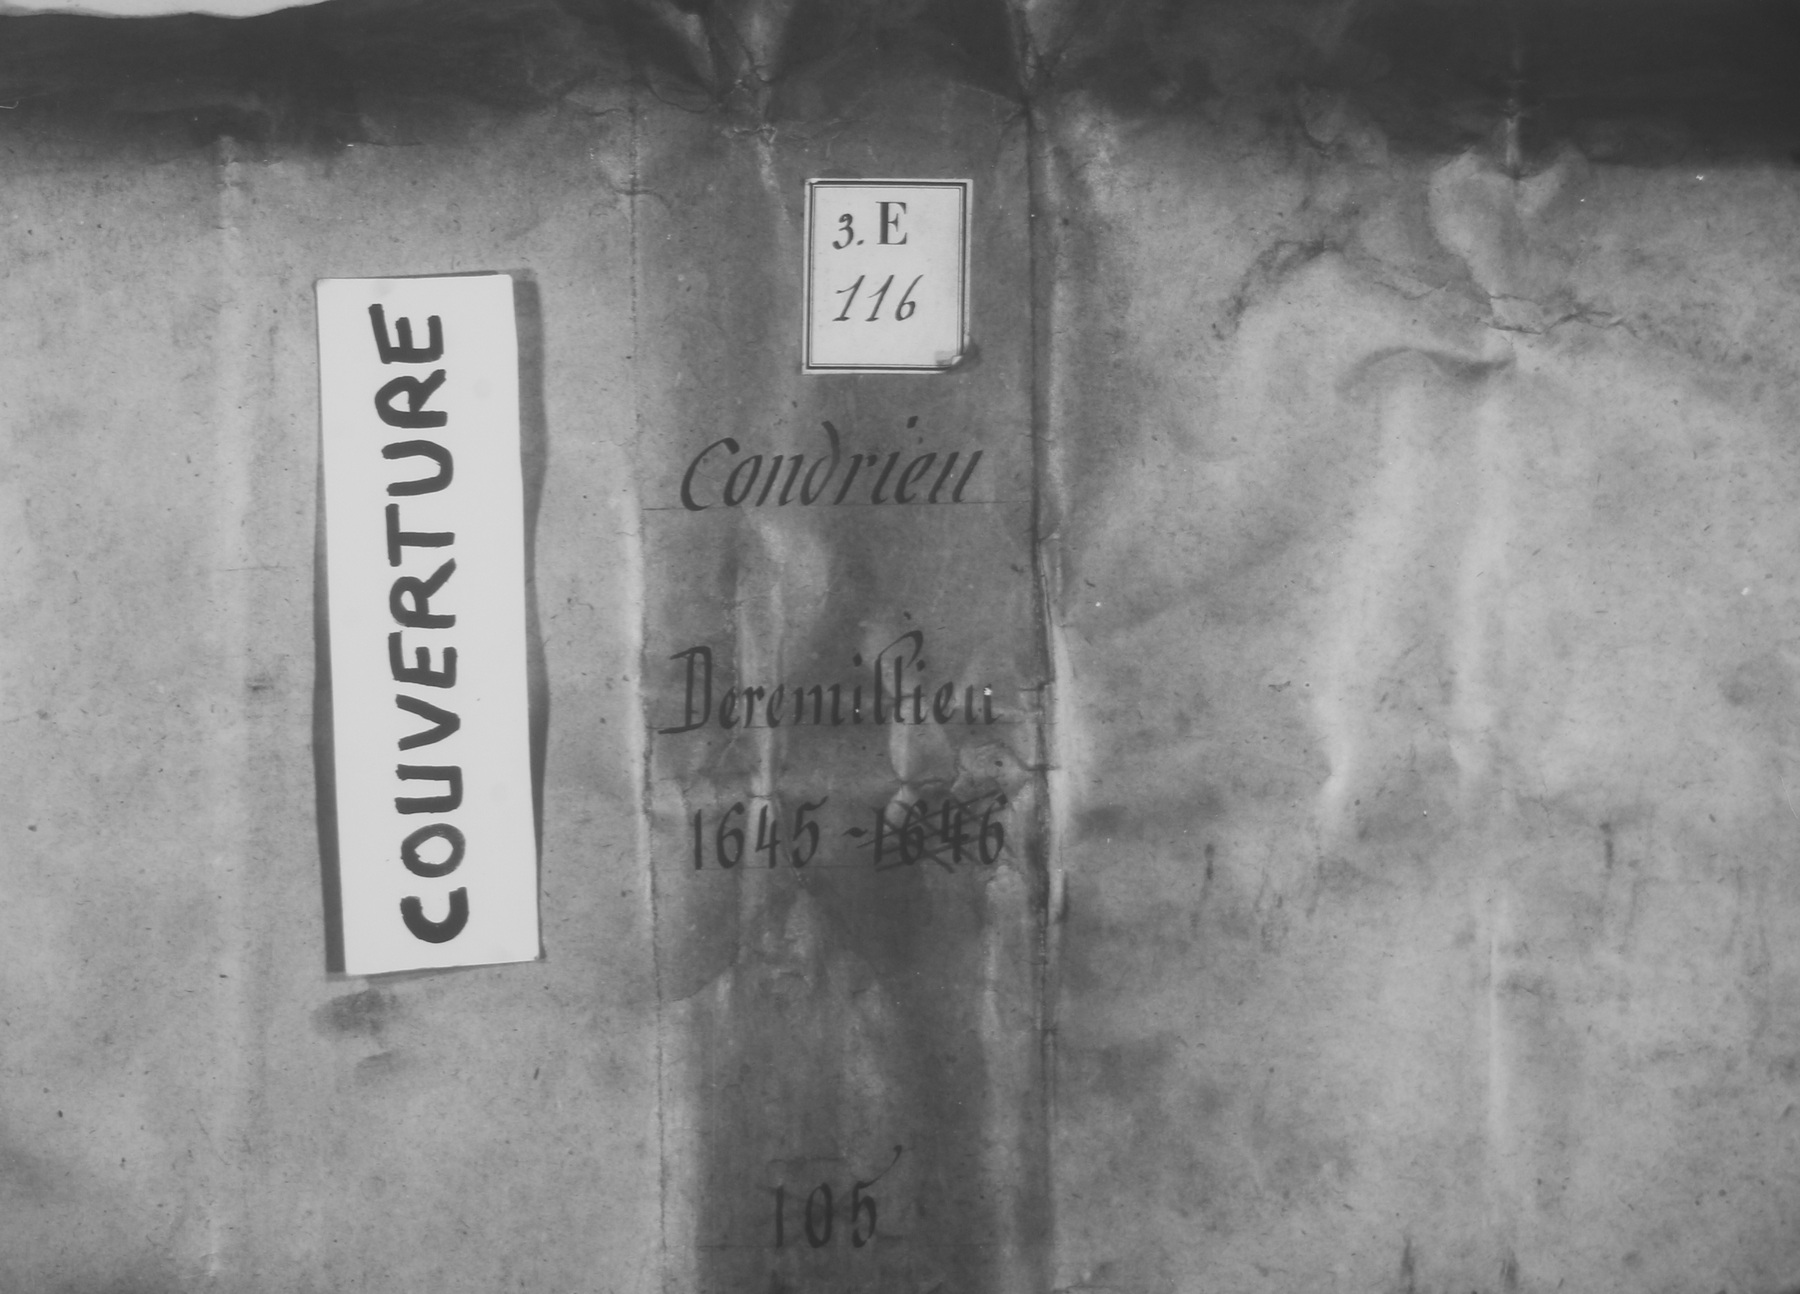 COUVERTURE
3. E
116
Condrieu
Deremillieu
1645 - 1646
105